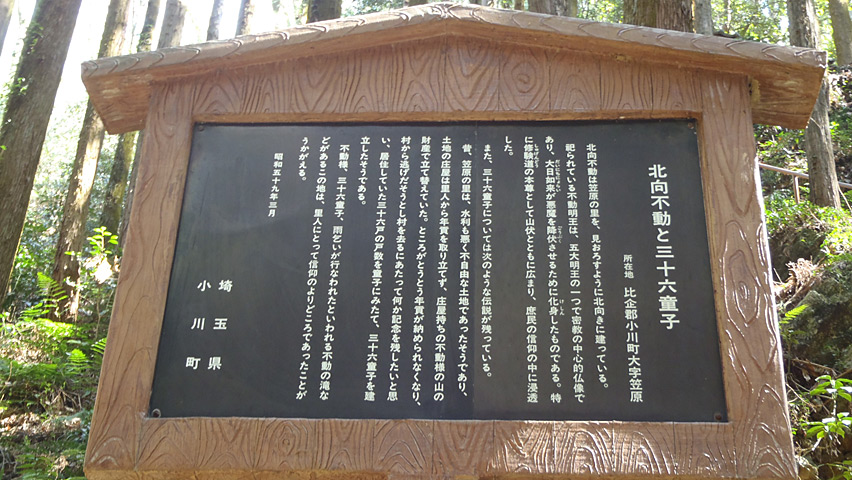 北向不動と三十六童子
所在地 比企郡小川町大字笠原
北向不動は笠原の里を、見おろすように北向きに建っている。
祀られている不動明王は、五大明王の一つで密教の中心的仏像で
あり、大日如来が悪魔を降伏させるために化身したものである。特
に修験道の本尊として山伏とともに広まり、庶民の信仰の中に浸透
した。
また、三十六童子については次のような伝説が残っている。
昔、笠原の里は、水利も悪く不自由な土地であったそうであり、
土地の庄屋は里人から年貢を取り立てず、庄屋持ちの不動様の山の
財産で立て替えていた。ところがとうとう年貢が納められなくなり、
村から逃げだそうとし村を去るにあたって何か記念を残したいと思
い、居住していた三十六戸の戸数を童子にみたて、三十六童子を建
立したそうである。
不動様、三十六童子、雨乞いが行なわれたといわれる不動の滝な
どがあるこの地は、里人にとって信仰のよりどころであったことが
うかがえる。
昭和五十九年三月
埼玉県
小川町